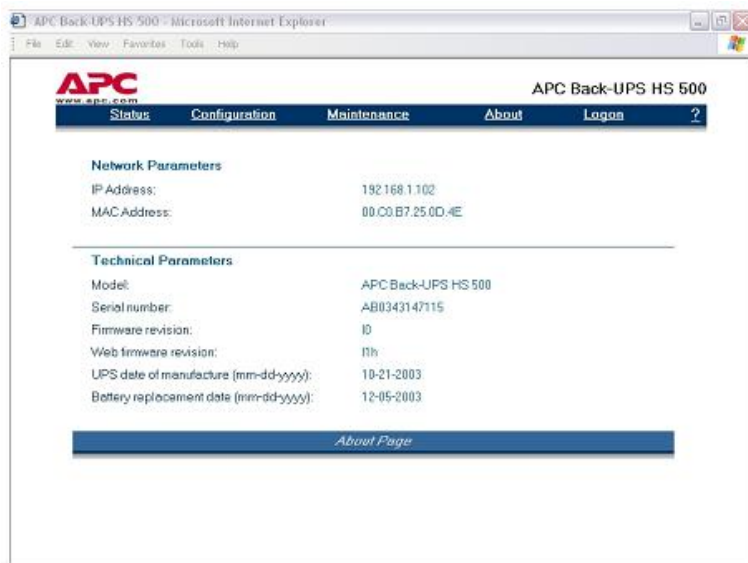 APC Back-UPS HS 500 - Microsoft Internet Explorer
File Edit View Favorites Tools Help
APC
www.apc.com
APC Back-UPS HS 500
Status Configuration Maintenance About Logon ?
Network Parameters
IP Address: 192.168.1.102
MAC Address: 00.C0.B7.25.0D.4E
Technical Parameters
Model: APC Back-UPS HS 500
Serial number: AB0343147115
Firmware revision: I0
Web firmware revision: I1h
UPS date of manufacture (mm-dd-yyyy): 10-21-2003
Battery replacement date (mm-dd-yyyy): 12-05-2003
About Page